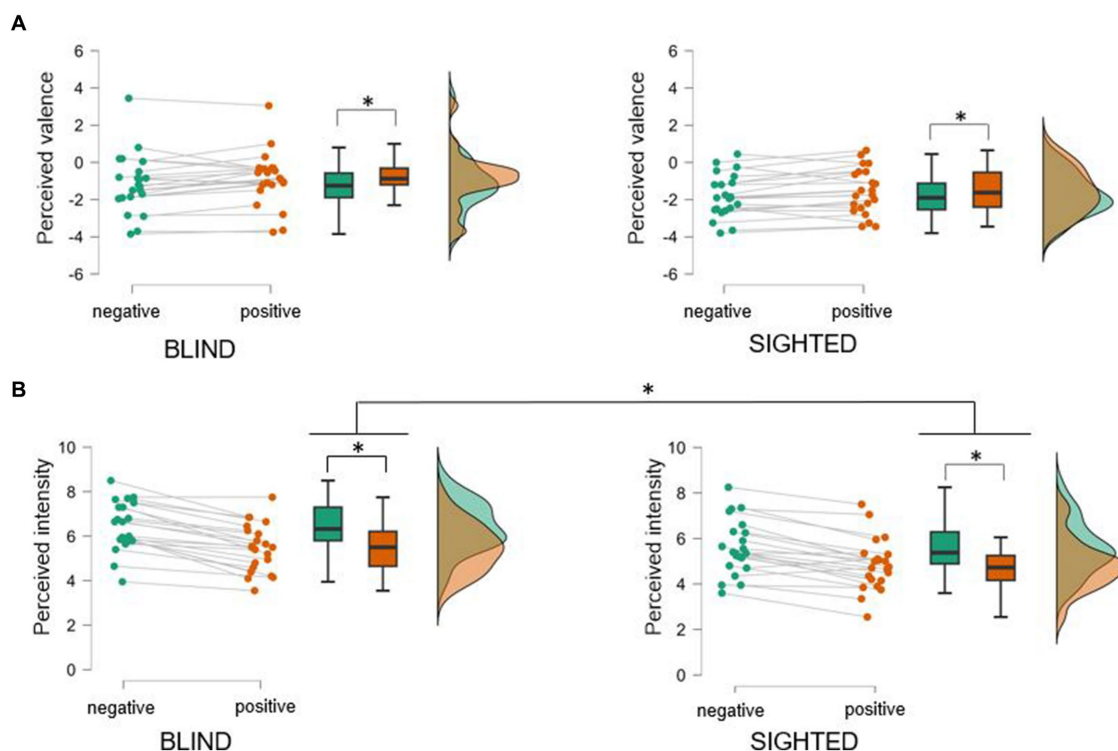 A
Perceived valence
6
4
2
0
-2
-4
-6
*
negative positive
BLIND
Perceived valence
6
4
2
0
-2
-4
-6
*
negative positive
SIGHTED
B
*
Perceived intensity
10
8
6
4
2
0
*
negative positive
BLIND
Perceived intensity
10
8
6
4
2
0
*
negative positive
SIGHTED